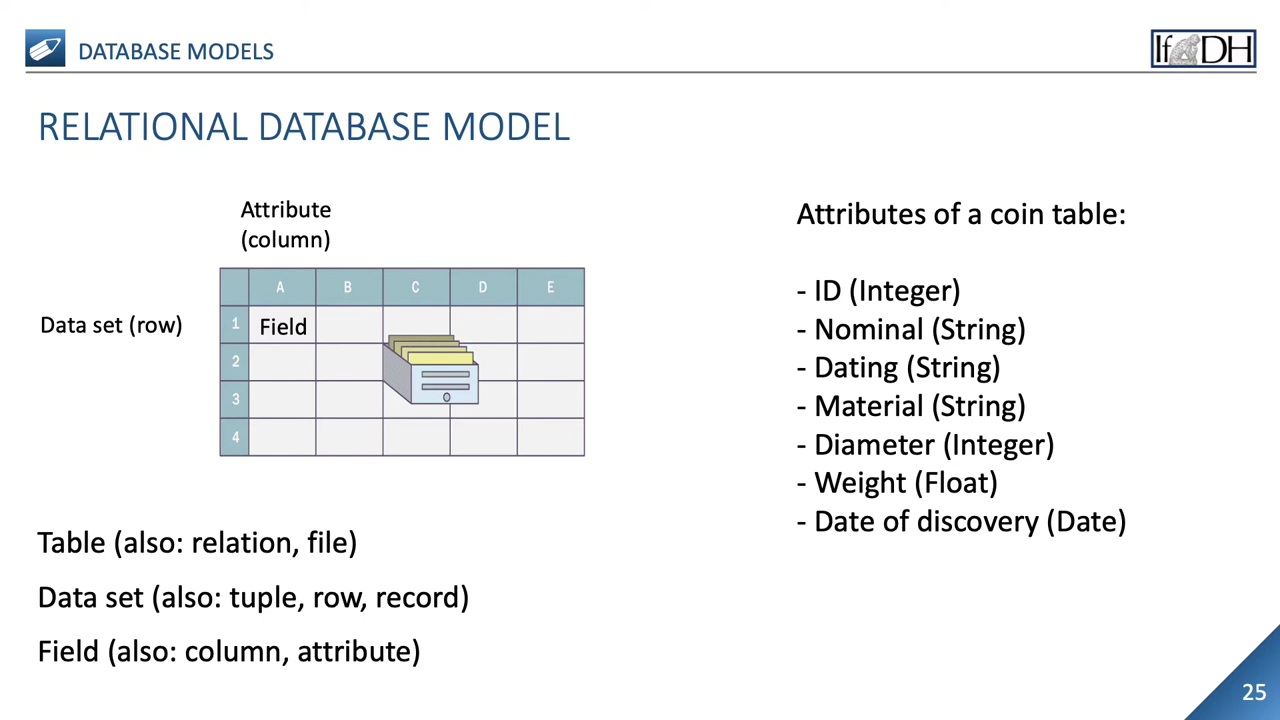 DATABASE MODELS
IfDH
RELATIONAL DATABASE MODEL
Attribute
(column)
A B C D E
Data set (row)
1 Field
2
3
4
Table (also: relation, file)
Data set (also: tuple, row, record)
Field (also: column, attribute)
Attributes of a coin table:
- ID (Integer)
- Nominal (String)
- Dating (String)
- Material (String)
- Diameter (Integer)
- Weight (Float)
- Date of discovery (Date)
25